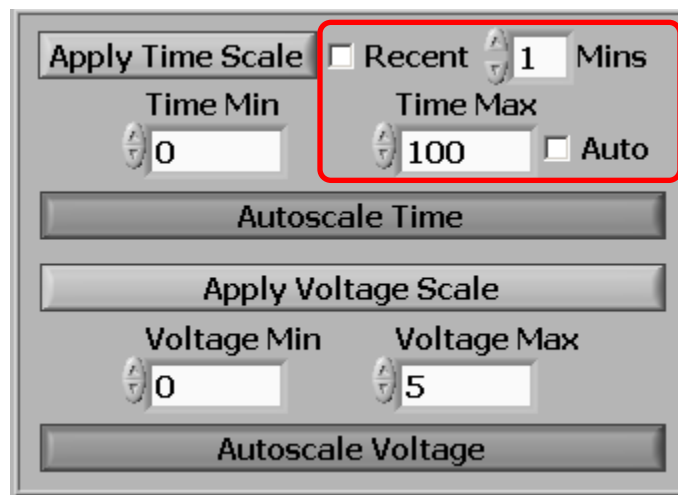 Apply Time Scale Recent 1 Mins
Time Min Time Max
0 100 Auto
Autoscale Time
Apply Voltage Scale
Voltage Min Voltage Max
0 5
Autoscale Voltage